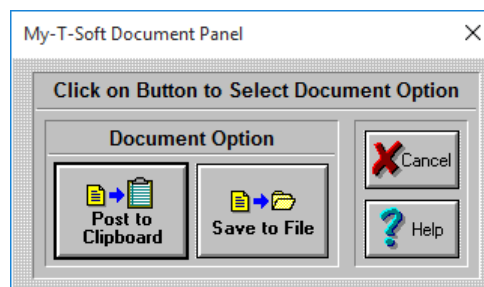 My-T-Soft Document Panel
Click on Button to Select Document Option
Document Option
Post to
Clipboard
Save to File
Cancel
Help